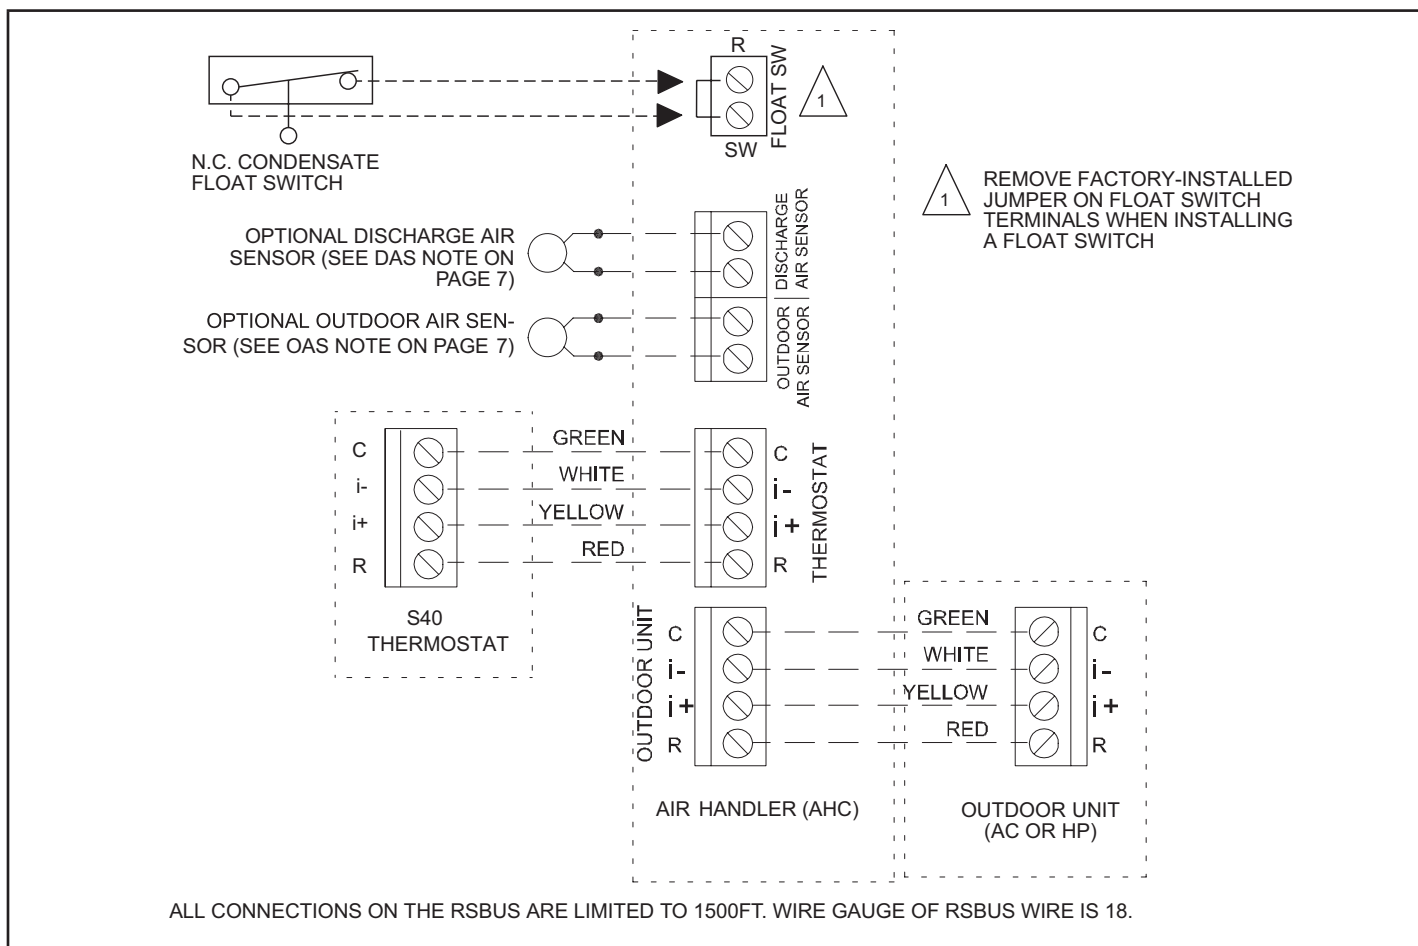 R
FLOAT SW
SW
1
N.C. CONDENSATE
FLOAT SWITCH
1
REMOVE FACTORY-INSTALLED
JUMPER ON FLOAT SWITCH
TERMINALS WHEN INSTALLING
A FLOAT SWITCH
OPTIONAL DISCHARGE AIR
SENSOR (SEE DAS NOTE ON
PAGE 7)
DISCHARGE
AIR SENSOR
OPTIONAL OUTDOOR AIR SEN-
SOR (SEE OAS NOTE ON PAGE 7)
OUTDOOR
AIR SENSOR
C
i-
i+
R
GREEN
WHITE
YELLOW
RED
C
i-
i+
R
THERMOSTAT
S40
THERMOSTAT
OUTDOOR UNIT
C
i-
i+
R
GREEN
WHITE
YELLOW
RED
C
i-
i+
R
AIR HANDLER (AHC)
OUTDOOR UNIT
(AC OR HP)
ALL CONNECTIONS ON THE RSBUS ARE LIMITED TO 1500FT. WIRE GAUGE OF RSBUS WIRE IS 18.